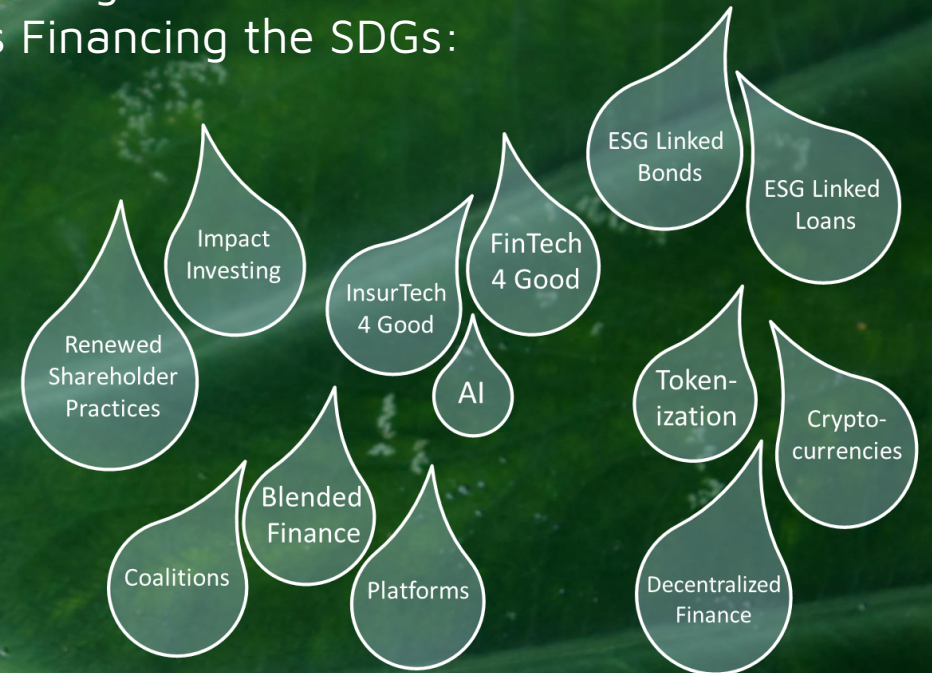 Financing the SDGs:
ESG Linked
Bonds
ESG Linked
Loans
Impact
Investing
FinTech
4 Good
InsurTech
4 Good
Renewed
Shareholder
Practices
AI
Token-
ization
Crypto-
currencies
Blended
Finance
Coalitions
Platforms
Decentralized
Finance